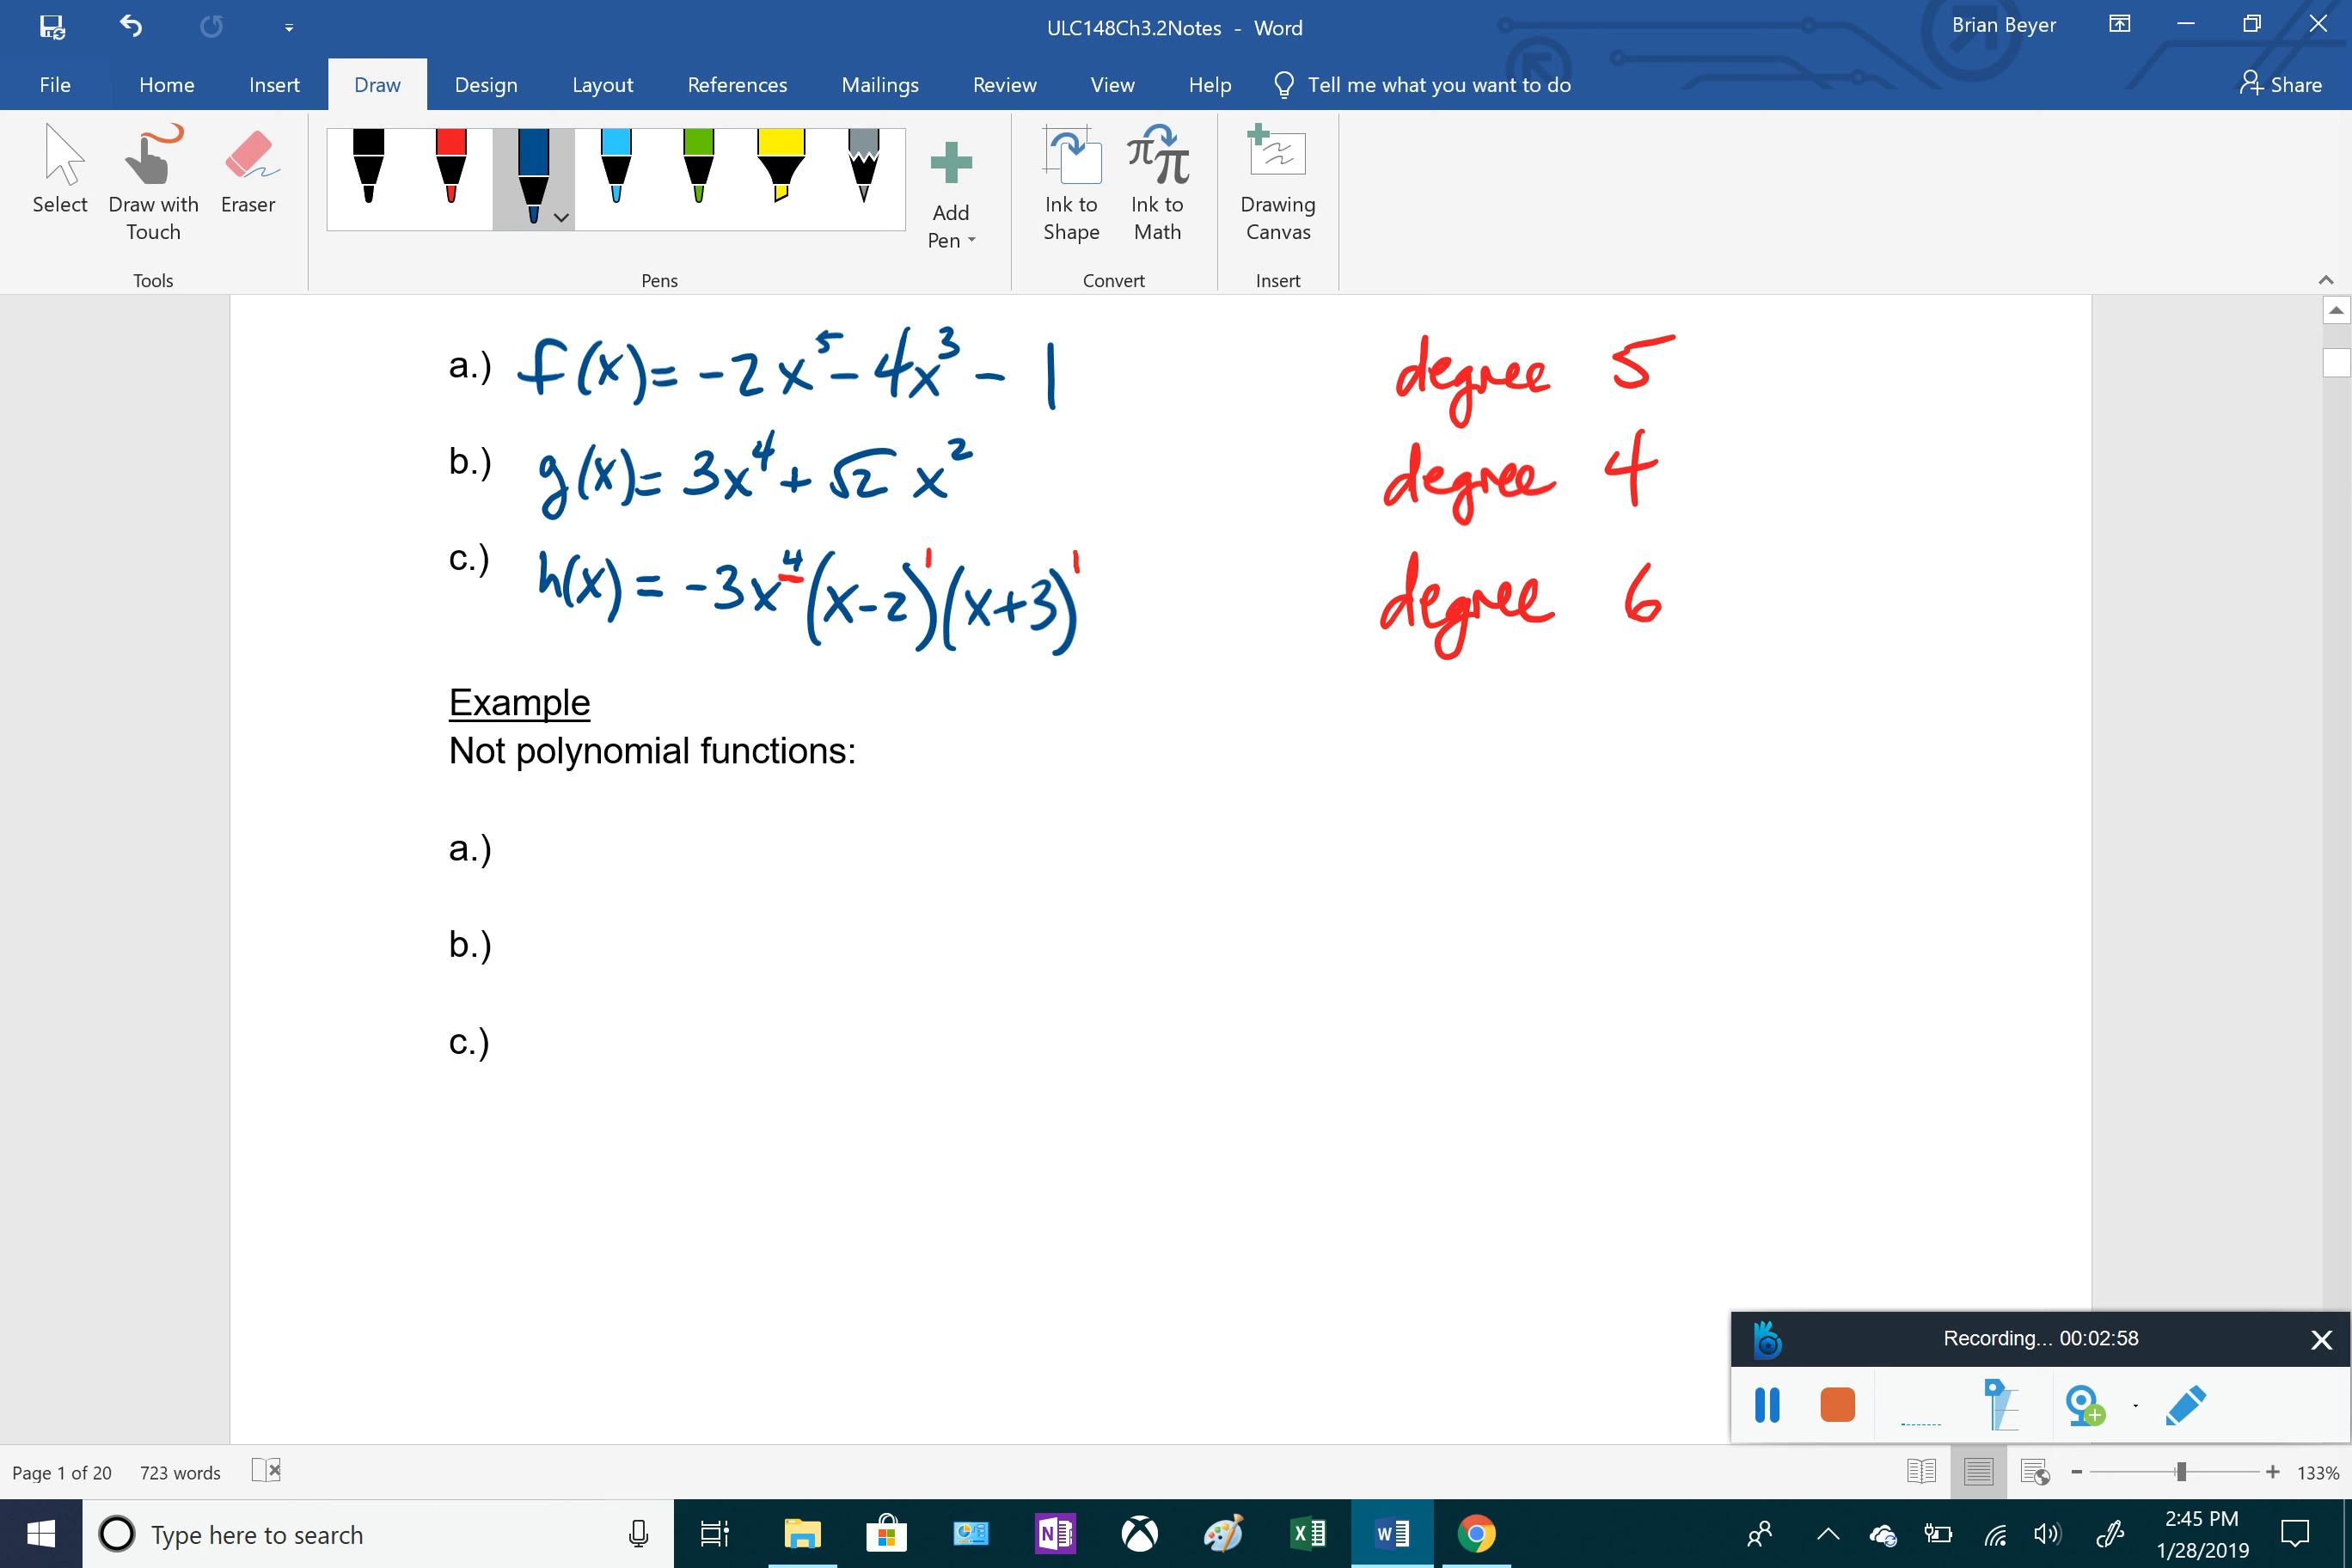 ULC148Ch3.2Notes - Word
Brian Beyer
File Home Insert Draw Design Layout References Mailings Review View Help Tell me what you want to do Share
Select
Draw with
Touch
Eraser
Add
Pen
Ink to
Shape
Ink to
Math
Drawing
Canvas
Tools Pens Convert Insert
a.) f(x) = -2x⁵ - 4x³ - 1 degree 5
b.) g(x) = 3x⁴ + √2 x² degree 4
c.) h(x) = -3x⁴(x-2)¹(x+3)¹ degree 6
Example
Not polynomial functions:
a.)
b.)
c.)
Recording... 00:02:58
Page 1 of 20 723 words 133%
Type here to search
2:45 PM
1/28/2019